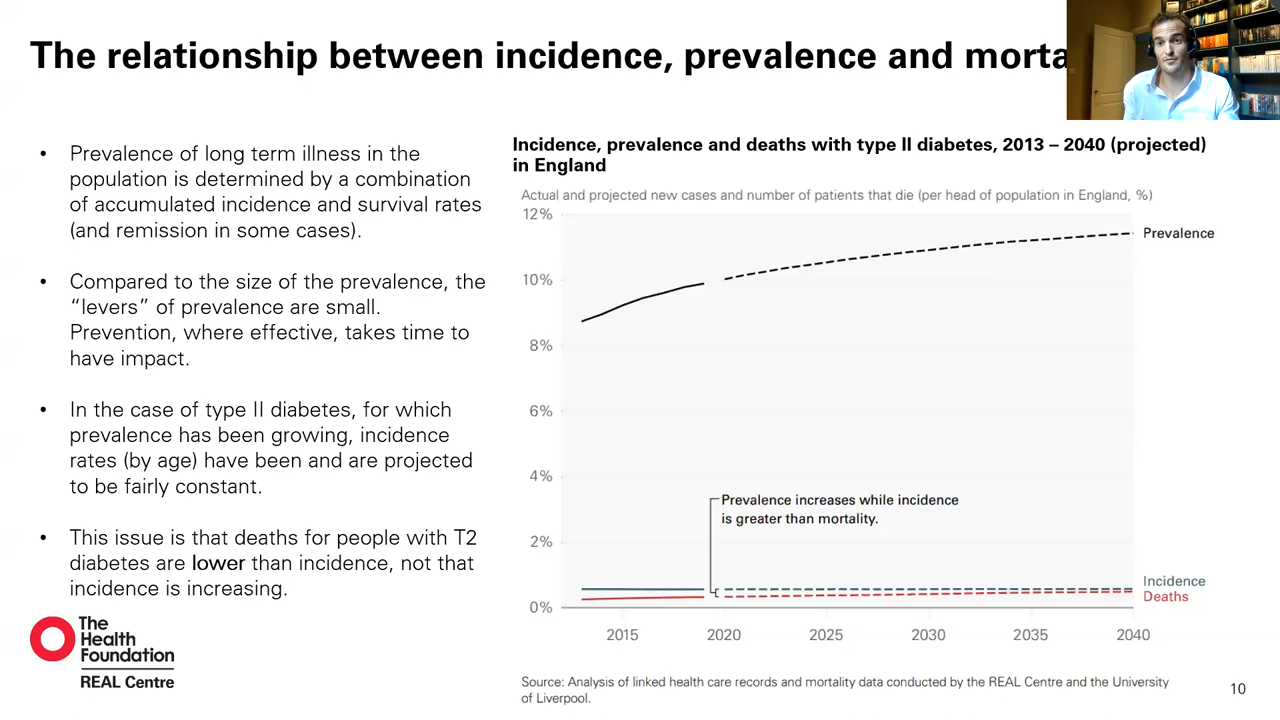 The relationship between incidence, prevalence and morta
• Prevalence of long term illness in the
population is determined by a combination
of accumulated incidence and survival rates
(and remission in some cases).
• Compared to the size of the prevalence, the
“levers” of prevalence are small.
Prevention, where effective, takes time to
have impact.
• In the case of type II diabetes, for which
prevalence has been growing, incidence
rates (by age) have been and are projected
to be fairly constant.
• This issue is that deaths for people with T2
diabetes are lower than incidence, not that
incidence is increasing.
The
Health
Foundation
REAL Centre
Incidence, prevalence and deaths with type II diabetes, 2013 – 2040 (projected)
in England
Actual and projected new cases and number of patients that die (per head of population in England, %)
12%
10%
8%
6%
4%
2%
0%
Prevalence
Prevalence increases while incidence
is greater than mortality.
Incidence
Deaths
2015 2020 2025 2030 2035 2040
Source: Analysis of linked health care records and mortality data conducted by the REAL Centre and the University
of Liverpool.
10